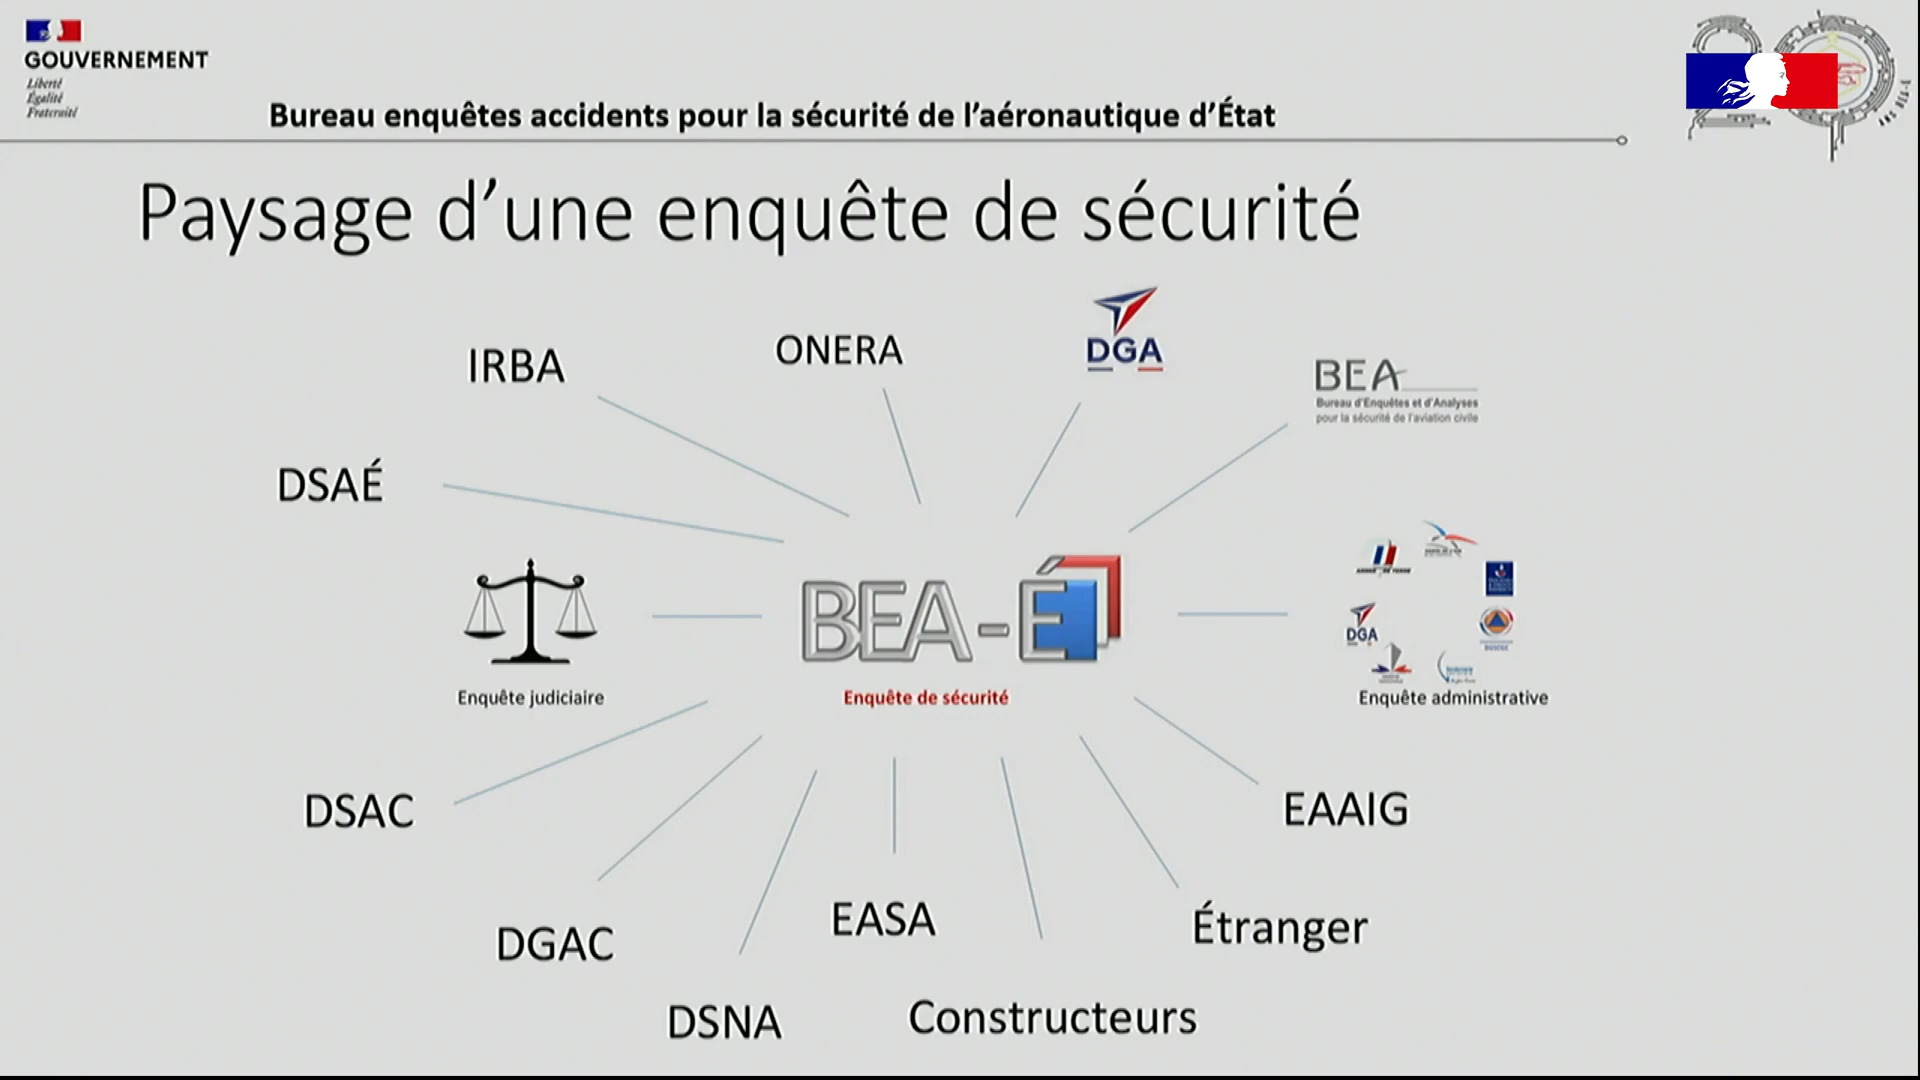 GOUVERNEMENT
Liberté
Égalité
Fraternité
Bureau enquêtes accidents pour la sécurité de l'aéronautique d'État
Paysage d'une enquête de sécurité
IRBA
ONERA
DGA
BEA
Bureau d'Enquêtes et d'Analyses
pour la sécurité de l'aviation civile
DSAÉ
BEA-É
DGA
Enquête judiciaire
Enquête de sécurité
Enquête administrative
DSAC
EAAIG
DGAC
EASA
Étranger
DSNA
Constructeurs